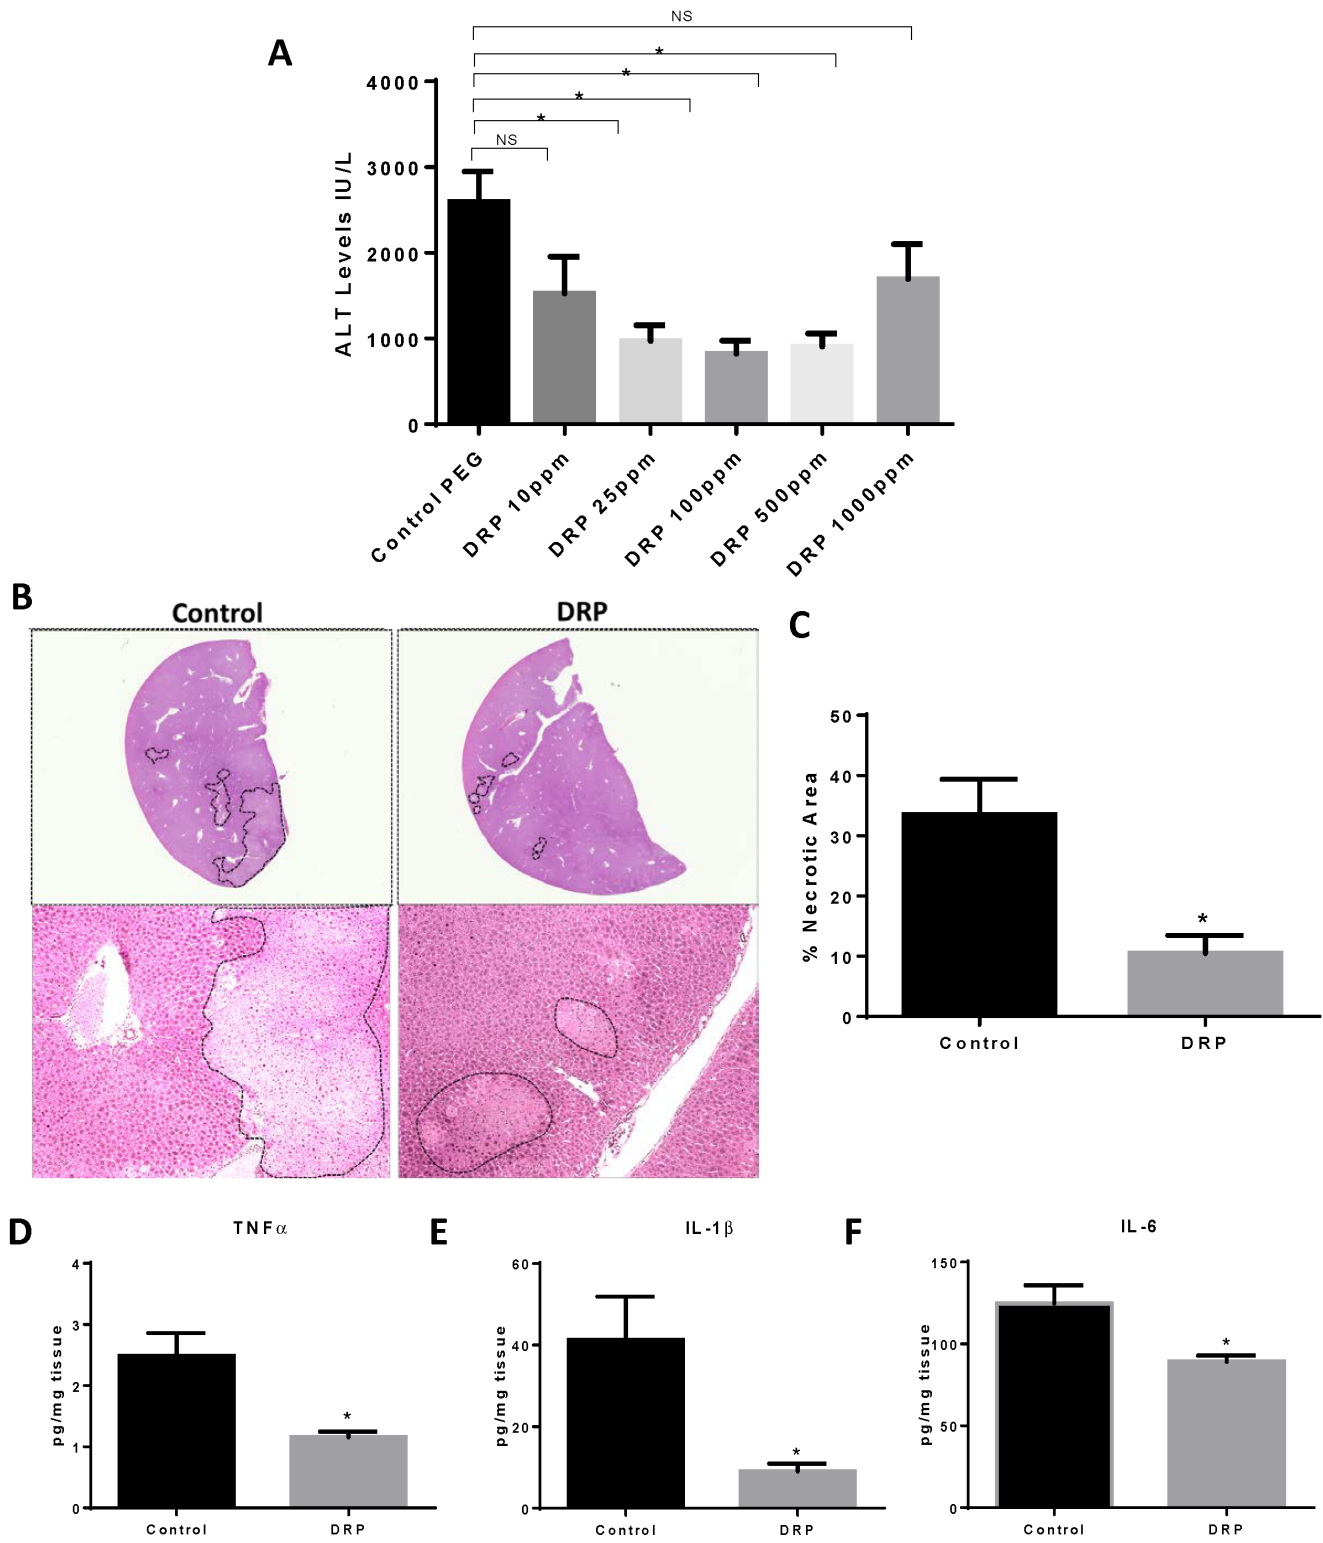 A
NS
*
*
*
*
NS
ALT Levels IU/L
4000
3000
2000
1000
0
Control PEG
DRP 10ppm
DRP 25ppm
DRP 100ppm
DRP 500ppm
DRP 1000ppm
B
Control
DRP
C
% Necrotic Area
50
40
30
20
10
0
*
Control
DRP
D
TNFα
pg/mg tissue
4
3
2
1
0
*
Control
DRP
E
IL-1β
pg/mg tissue
60
40
20
0
*
Control
DRP
F
IL-6
pg/mg tissue
150
100
50
0
*
Control
DRP